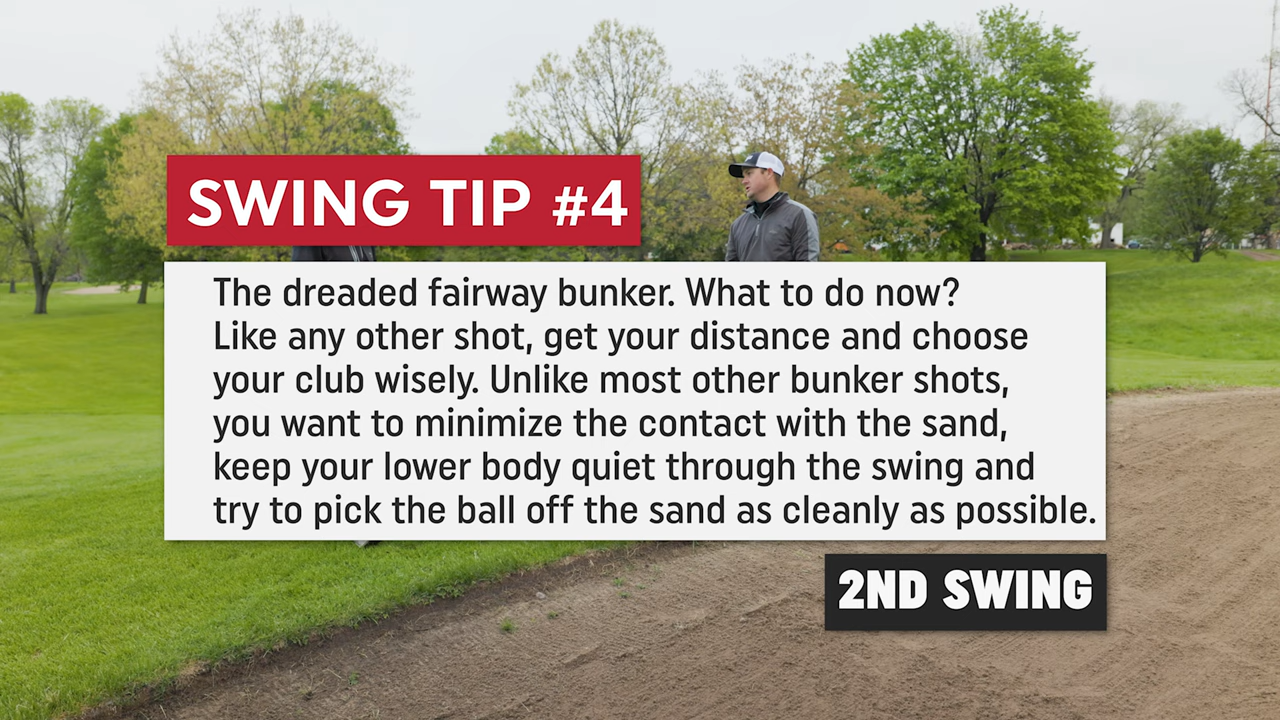 SWING TIP #4
The dreaded fairway bunker. What to do now?
Like any other shot, get your distance and choose
your club wisely. Unlike most other bunker shots,
you want to minimize the contact with the sand,
keep your lower body quiet through the swing and
try to pick the ball off the sand as cleanly as possible.
2ND SWING